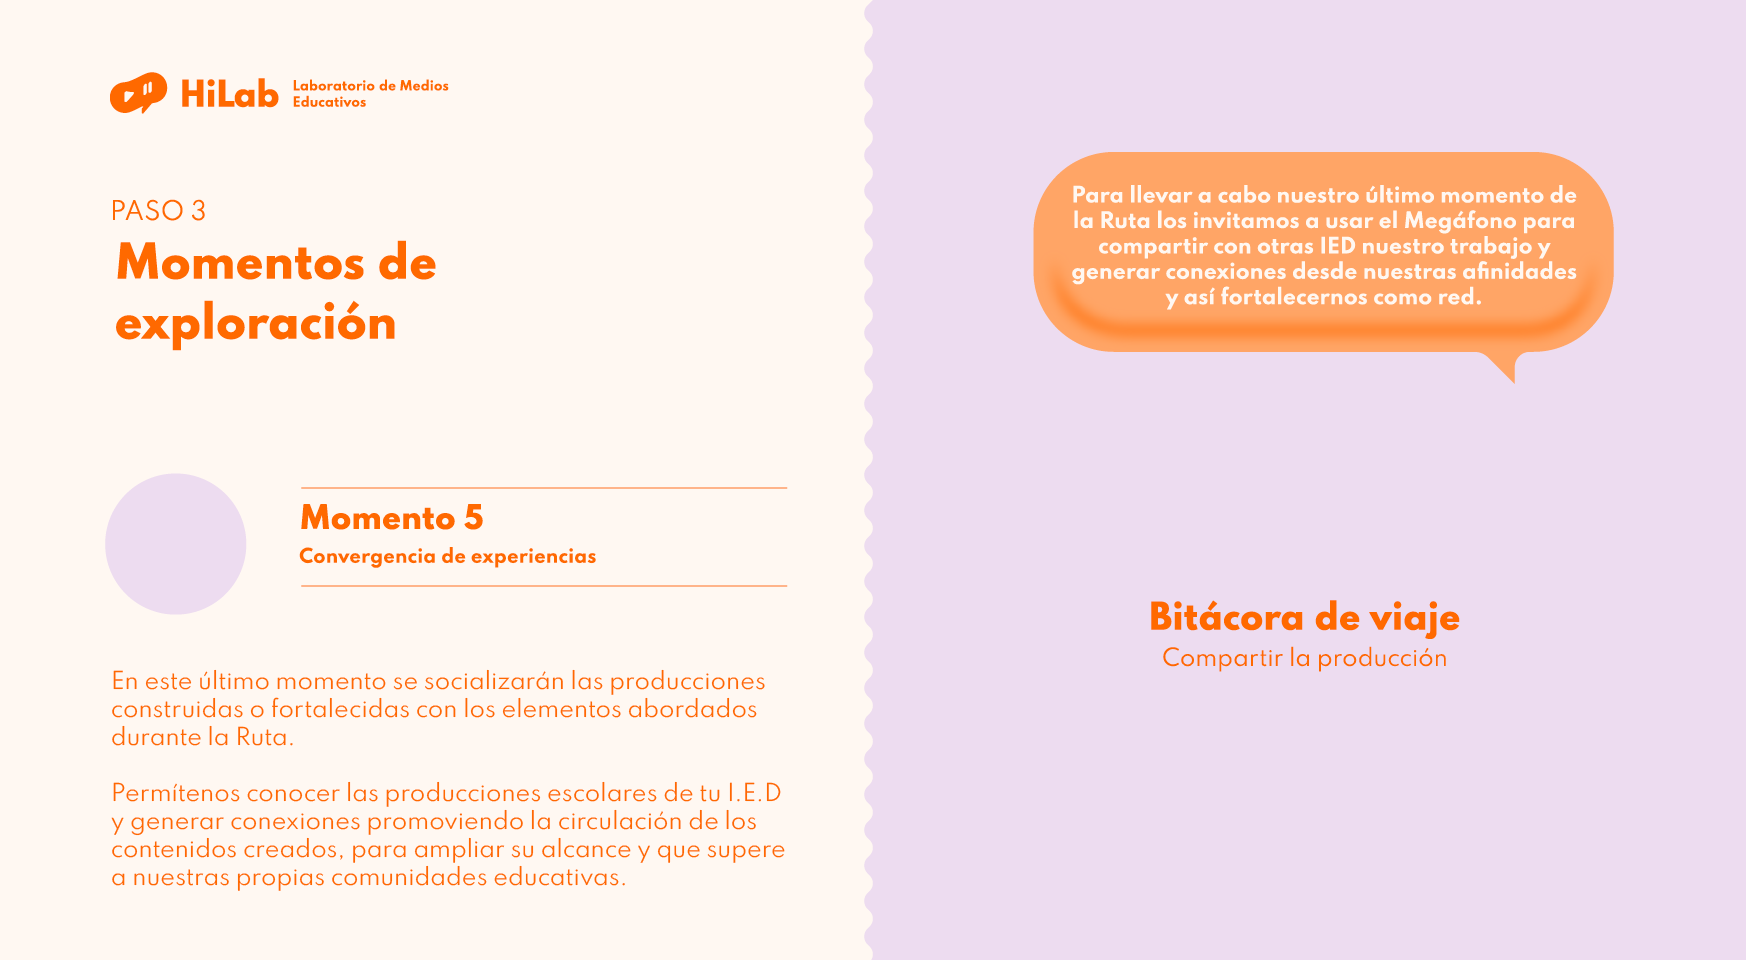 HiLab
Laboratorio de Medios
Educativos
PASO 3
Momentos de
exploración
Momento 5
Convergencia de experiencias
En este último momento se socializarán las producciones
construidas o fortalecidas con los elementos abordados
durante la Ruta.
Permítenos conocer las producciones escolares de tu I.E.D
y generar conexiones promoviendo la circulación de los
contenidos creados, para ampliar su alcance y que supere
a nuestras propias comunidades educativas.
Para llevar a cabo nuestro último momento de
la Ruta los invitamos a usar el Megáfono para
compartir con otras IED nuestro trabajo y
generar conexiones desde nuestras afinidades
y así fortalecernos como red.
Bitácora de viaje
Compartir la producción